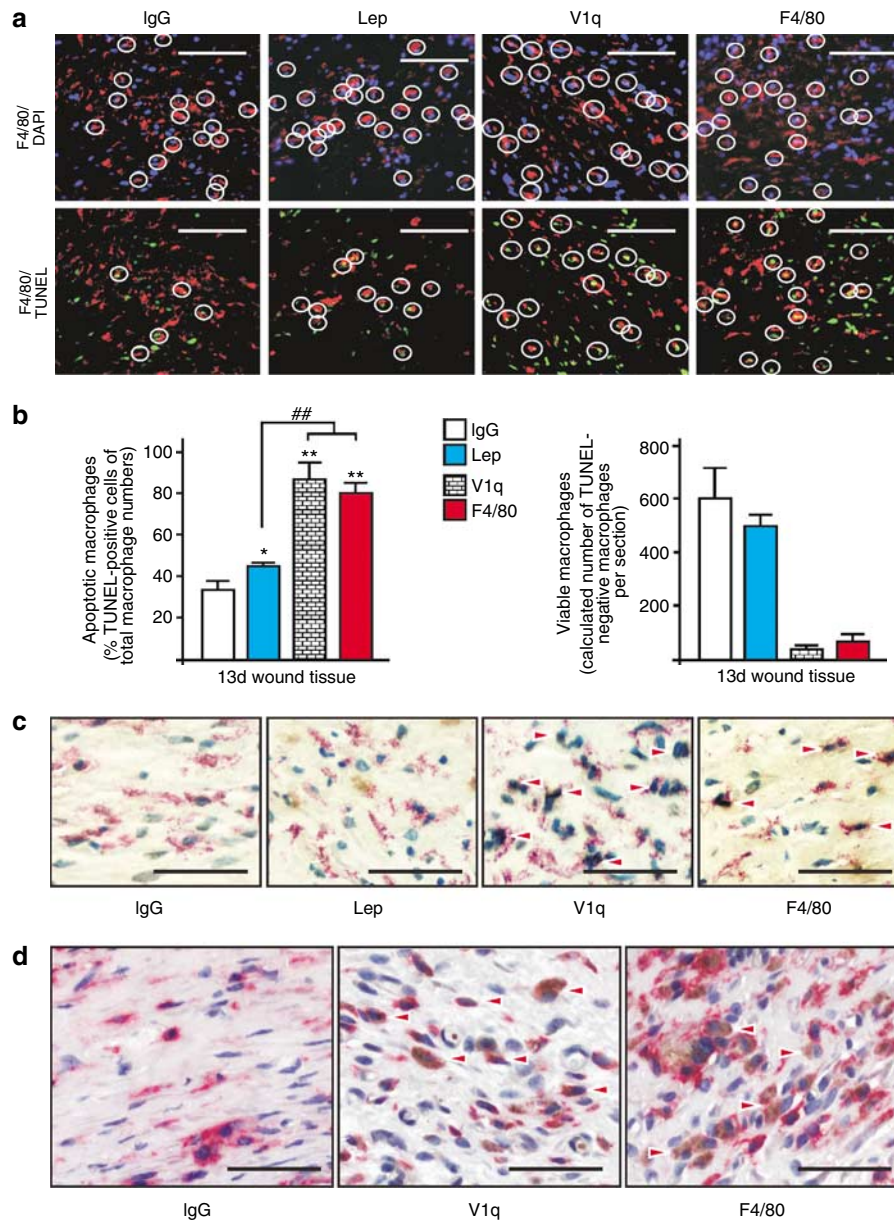 a
IgG Lep V1q F4/80
F4/80/
DAPI
F4/80/
TUNEL
b
Apoptotic macrophages
(% TUNEL-positive cells of
total macrophage numbers)
100
80
60
40
20
##
*
**
**
13d wound tissue
IgG
Lep
V1q
F4/80
Viable macrophages
(calculated number of TUNEL-
negative macrophages
per section)
800
600
400
200
13d wound tissue
c
IgG Lep V1q F4/80
d
IgG V1q F4/80